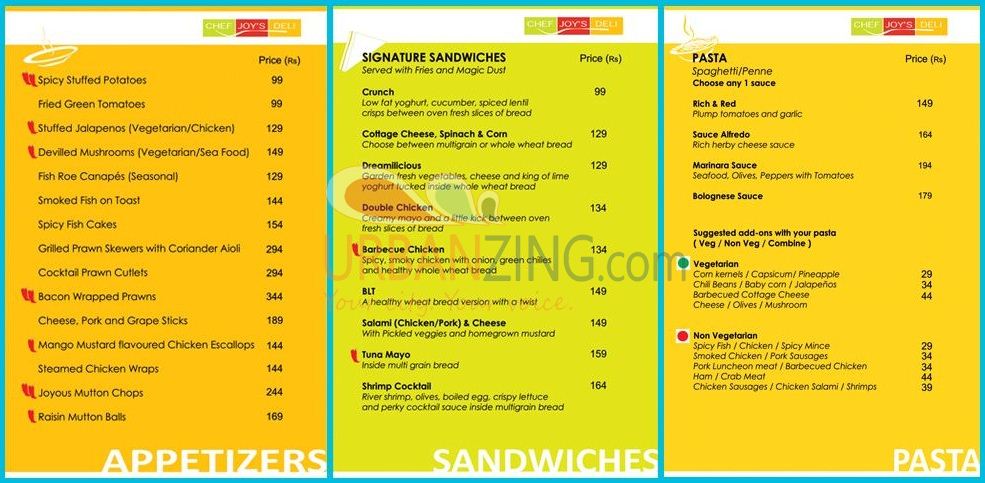 CHEF JOY'S DELI
Price (Rs)
Spicy Stuffed Potatoes 99
Fried Green Tomatoes 99
Stuffed Jalapenos (Vegetarian/Chicken) 129
Devilled Mushrooms (Vegetarian/Sea Food) 149
Fish Roe Canapés (Seasonal) 129
Smoked Fish on Toast 144
Spicy Fish Cakes 154
Grilled Prawn Skewers with Coriander Aioli 294
Cocktail Prawn Cutlets 294
Bacon Wrapped Prawns 344
Cheese, Pork and Grape Sticks 189
Mango Mustard flavoured Chicken Escallops 144
Steamed Chicken Wraps 144
Joyous Mutton Chops 244
Raisin Mutton Balls 169
APPETIZERS
CHEF JOY'S DELI
SIGNATURE SANDWICHES Price (Rs)
Served with Fries and Magic Dust
Crunch 99
Low fat yoghurt, cucumber, spiced lentil
crisps between oven fresh slices of bread
Cottage Cheese, Spinach & Corn 129
Choose between multigrain or whole wheat bread
Dreamilicious 129
Garden fresh vegetables, cheese and king of lime
yoghurt tucked inside whole wheat bread
Double Chicken 134
Creamy mayo and a little kick between oven
fresh slices of bread
Barbecue Chicken 134
Spicy, smoky chicken with onion, green chilies
and healthy whole wheat bread
BLT 149
A healthy wheat bread version with a twist
Salami (Chicken/Pork) & Cheese 149
With Pickled veggies and homegrown mustard
Tuna Mayo 159
Inside multi grain bread
Shrimp Cocktail 164
River shrimp, olives, boiled egg, crispy lettuce
and perky cocktail sauce inside multigrain bread
SANDWICHES
CHEF JOY'S DELI
PASTA Price (Rs)
Spaghetti/Penne
Choose any 1 sauce
Rich & Red 149
Plump tomatoes and garlic
Sauce Alfredo 164
Rich herby cheese sauce
Marinara Sauce 194
Seafood, Olives, Peppers with Tomatoes
Bolognese Sauce 179
Suggested add-ons with your pasta
( Veg / Non Veg / Combine )
Vegetarian
Corn kernels / Capsicum/ Pineapple 29
Chili Beans / Baby corn / Jalapeños 34
Barbecued Cottage Cheese 44
Cheese / Olives / Mushroom
Non Vegetarian
Spicy Fish / Chicken / Spicy Mince 29
Smoked Chicken / Pork Sausages 34
Pork Luncheon meat / Barbecued Chicken 34
Ham / Crab Meat 44
Chicken Sausages / Chicken Salami / Shrimps 39
PASTA
URBANZING.com
Your city. Your voice.